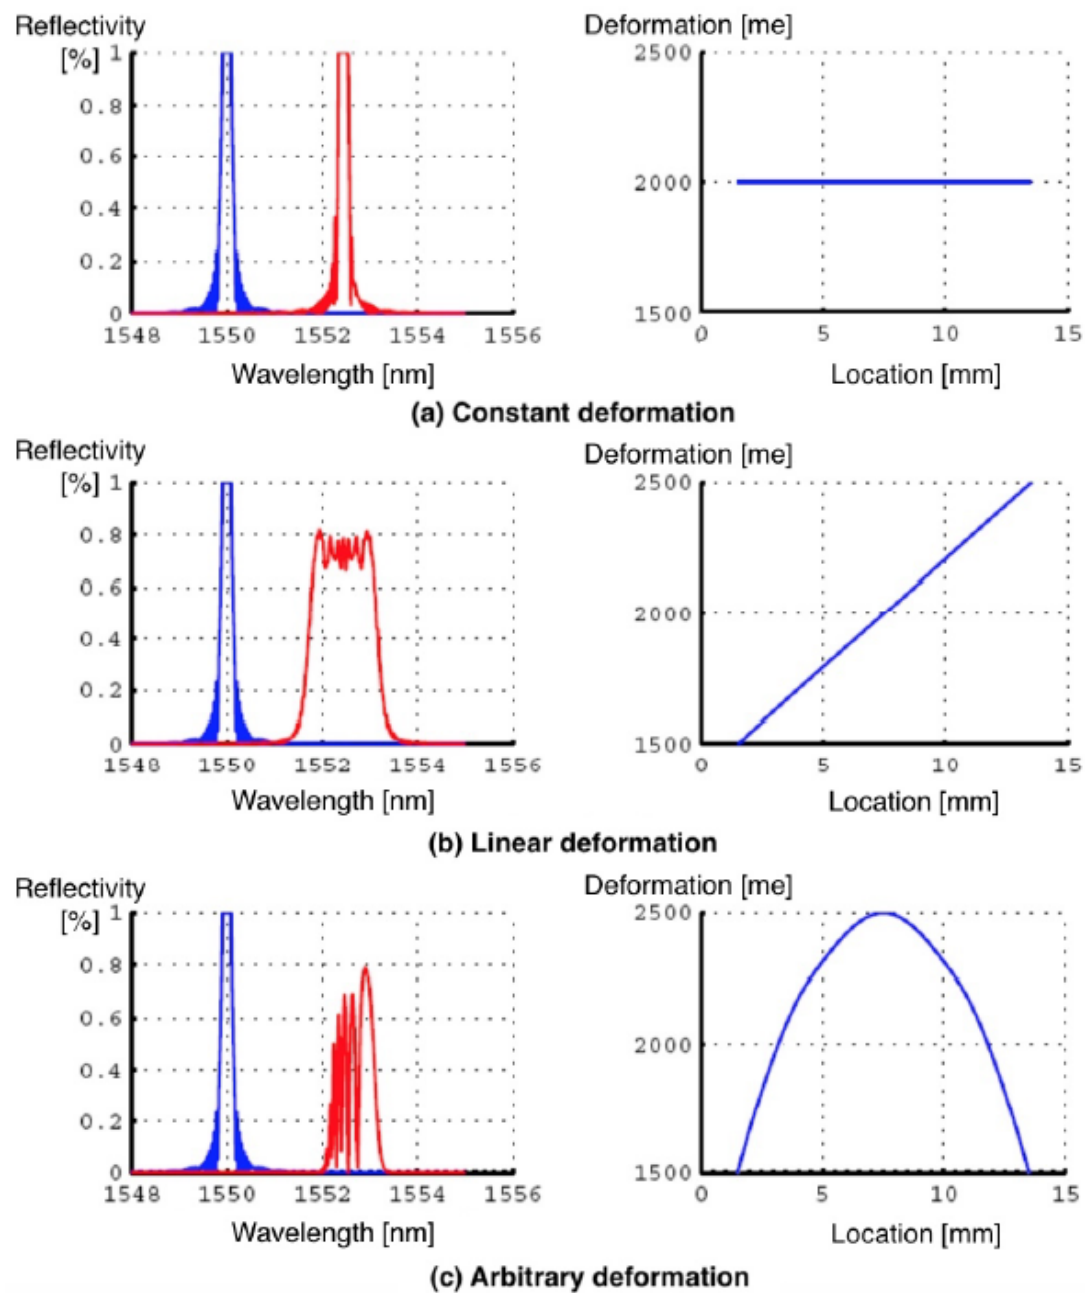 Reflectivity
[%]
1
0.8
0.6
0.4
0.2
0
1548 1550 1552 1554 1556
Wavelength [nm]
Deformation [me]
2500
2000
1500
0 5 10 15
Location [mm]
(a) Constant deformation
Reflectivity
[%]
1
0.8
0.6
0.4
0.2
0
1548 1550 1552 1554 1556
Wavelength [nm]
Deformation [me]
2500
2000
1500
0 5 10 15
Location [mm]
(b) Linear deformation
Reflectivity
[%]
1
0.8
0.6
0.4
0.2
0
1548 1550 1552 1554 1556
Wavelength [nm]
Deformation [me]
2500
2000
1500
0 5 10 15
Location [mm]
(c) Arbitrary deformation